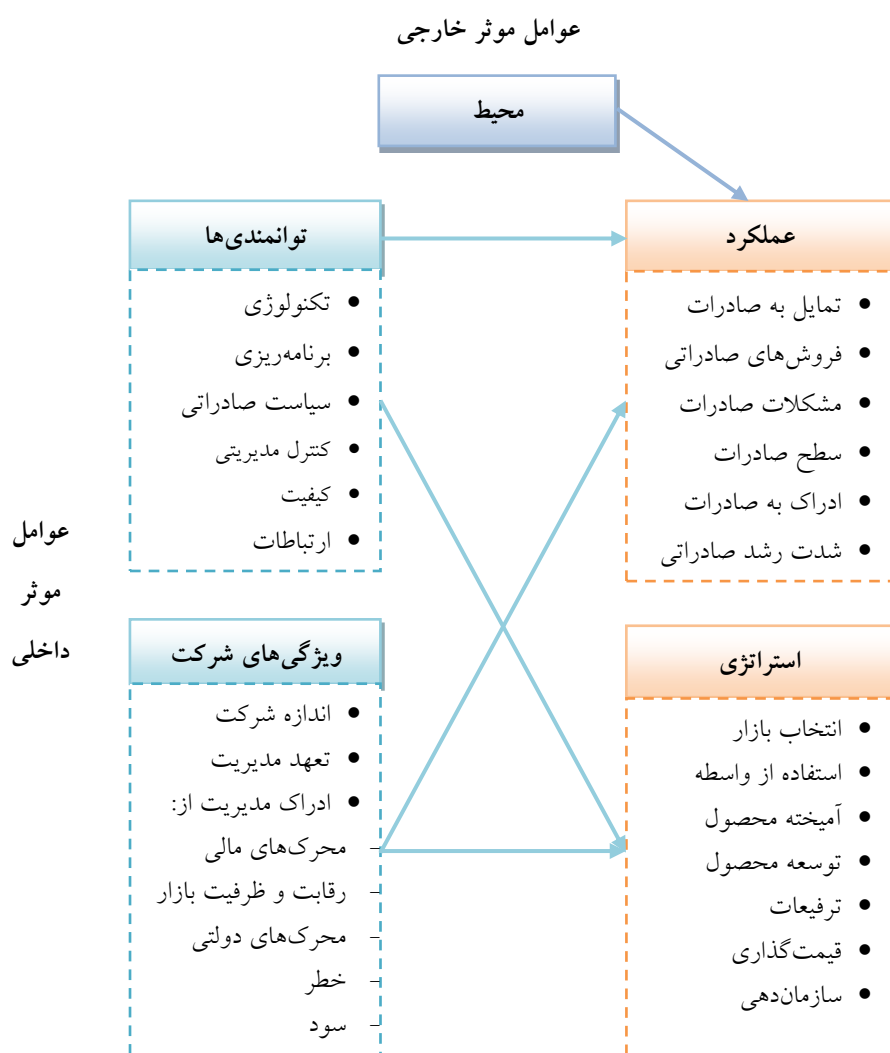 عوامل موثر خارجی
محیط
توانمندی‌ها
• تکنولوژی
• برنامه‌ریزی
• سیاست صادراتی
• کنترل مدیریتی
• کیفیت
• ارتباطات
عملکرد
• تمایل به صادرات
• فروش‌های صادراتی
• مشکلات صادرات
• سطح صادرات
• ادراک به صادرات
• شدت رشد صادراتی
عوامل
موثر
داخلی
ویژگی‌های شرکت
• اندازه شرکت
• تعهد مدیریت
• ادراک مدیریت از:
- محرک‌های مالی
- رقابت و ظرفیت بازار
- محرک‌های دولتی
- خطر
- سود
استراتژی
• انتخاب بازار
• استفاده از واسطه
• آمیخته محصول
• توسعه محصول
• ترفیعات
• قیمت‌گذاری
• سازمان‌دهی